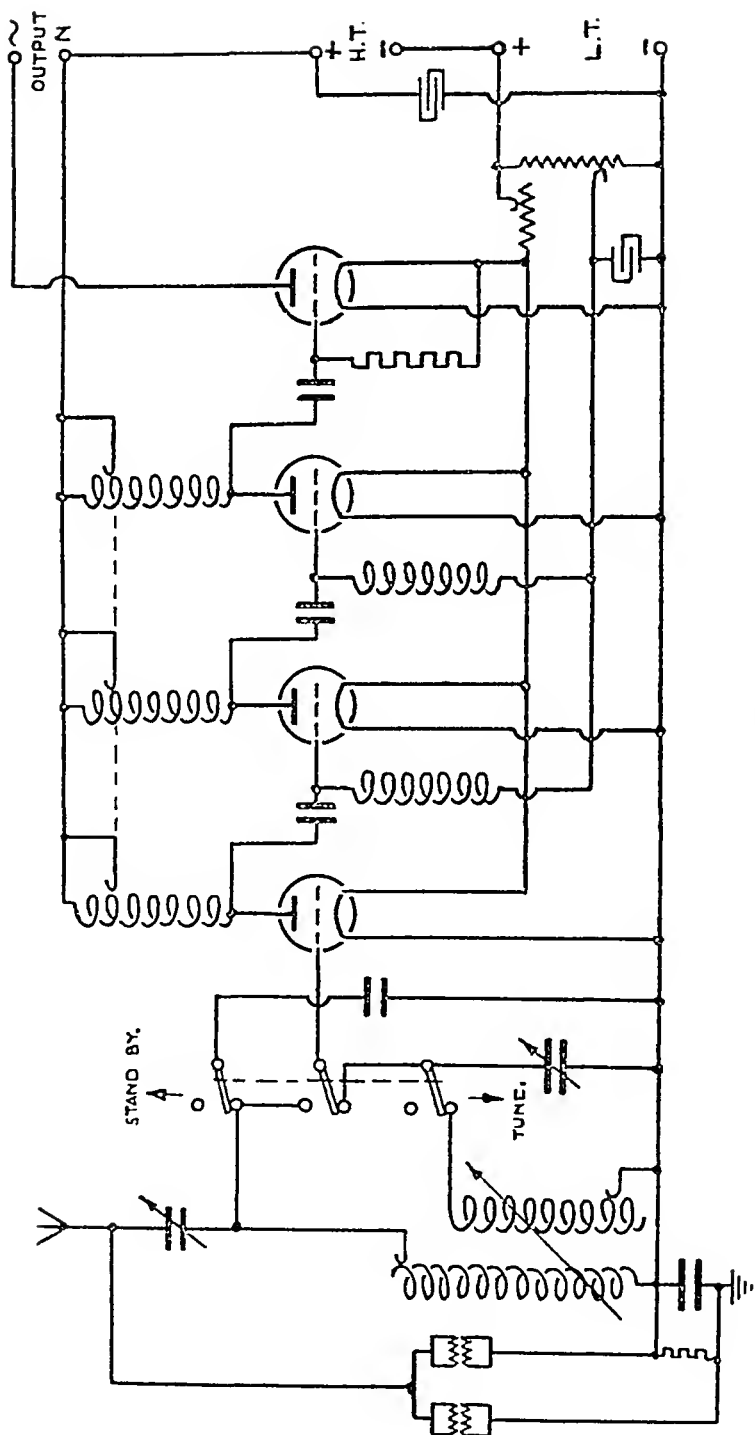 ~
OUTPUT
N
+
H.T.
−
+
L.T.
−
STAND BY.
TUNE.